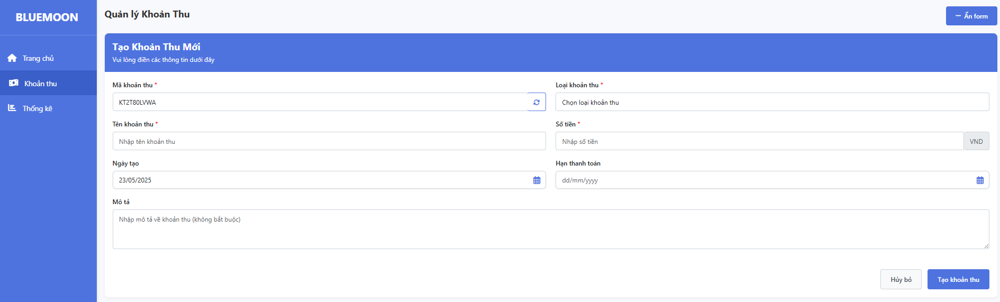 BLUEMOON
Trang chủ
Khoản thu
Thống kê
Quản lý Khoản Thu
Ẩn form
Tạo Khoản Thu Mới
Vui lòng điền các thông tin dưới đây
Mã khoản thu *
KT2T80LVWA
Loại khoản thu *
Chọn loại khoản thu
Tên khoản thu *
Nhập tên khoản thu
Số tiền *
Nhập số tiền
VND
Ngày tạo
23/05/2025
Hạn thanh toán
dd/mm/yyyy
Mô tả
Nhập mô tả về khoản thu (không bắt buộc)
Hủy bỏ
Tạo khoản thu